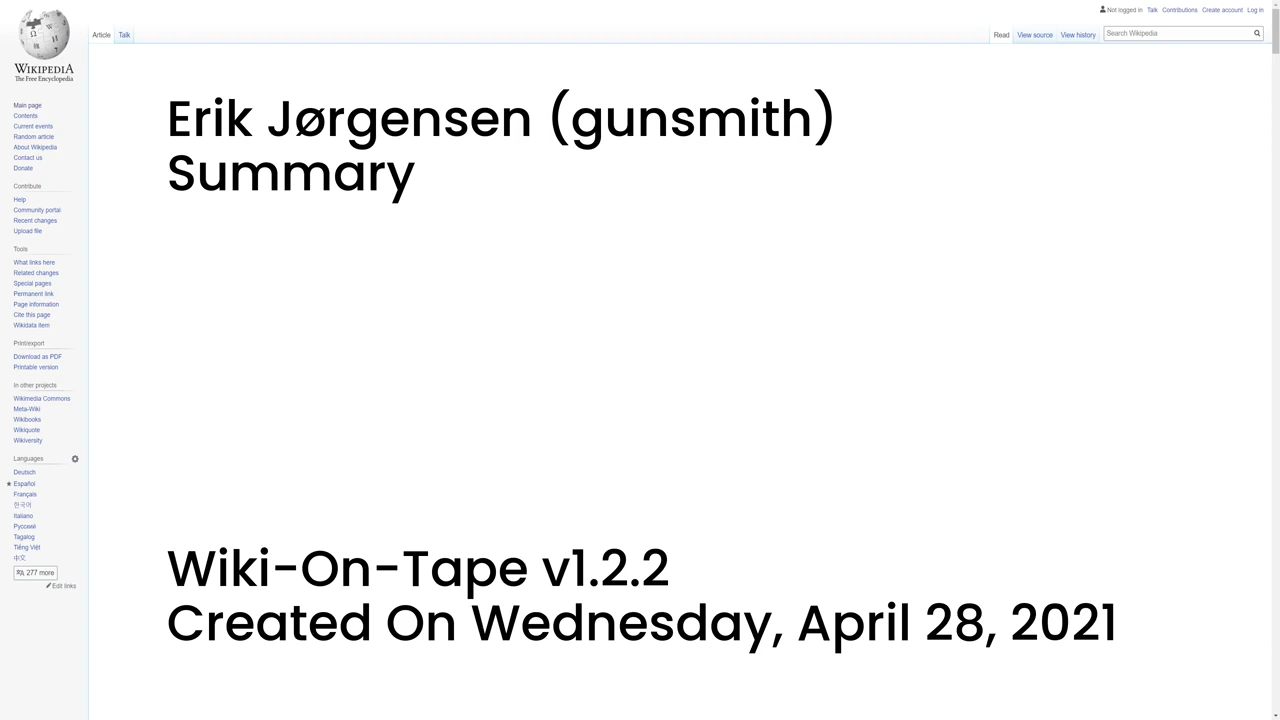 Not logged in Talk Contributions Create account Log in
WIKIPEDIA
The Free Encyclopedia
Article Talk Read View source View history Search Wikipedia
Main page
Contents
Current events
Random article
About Wikipedia
Contact us
Donate
Contribute
Help
Community portal
Recent changes
Upload file
Tools
What links here
Related changes
Special pages
Permanent link
Page information
Cite this page
Wikidata item
Print/export
Download as PDF
Printable version
In other projects
Wikimedia Commons
Meta-Wiki
Wikibooks
Wikiquote
Wikiversity
Languages
Deutsch
Español
Français
한국어
Italiano
Русский
Tagalog
Tiếng Việt
中文
277 more
Edit links
Erik Jørgensen (gunsmith)
Summary
Wiki-On-Tape v1.2.2
Created On Wednesday, April 28, 2021